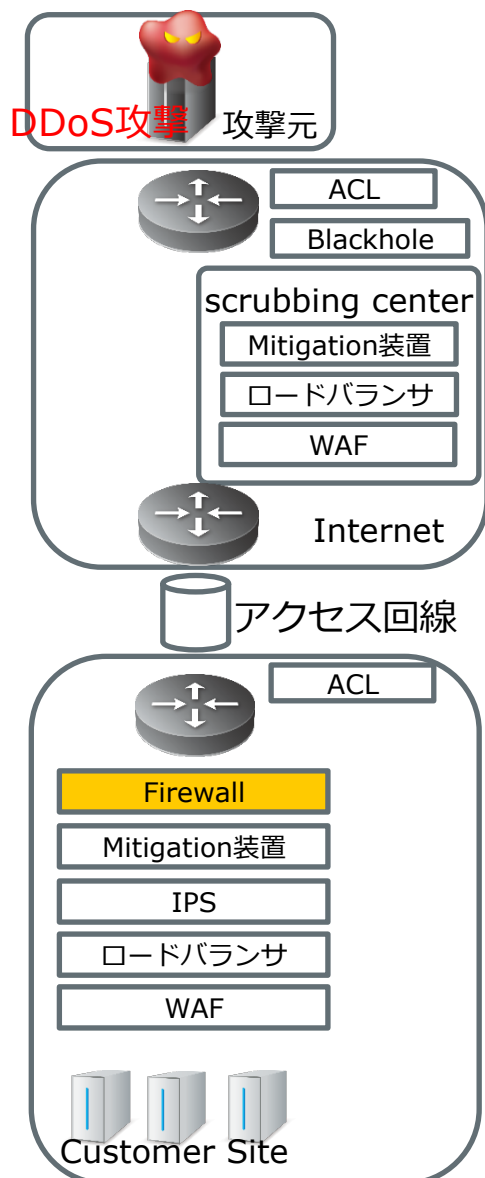 DDoS攻撃
攻撃元
ACL
Blackhole
scrubbing center
Mitigation装置
ロードバランサ
WAF
Internet
アクセス回線
ACL
Firewall
Mitigation装置
IPS
ロードバランサ
WAF
Customer Site